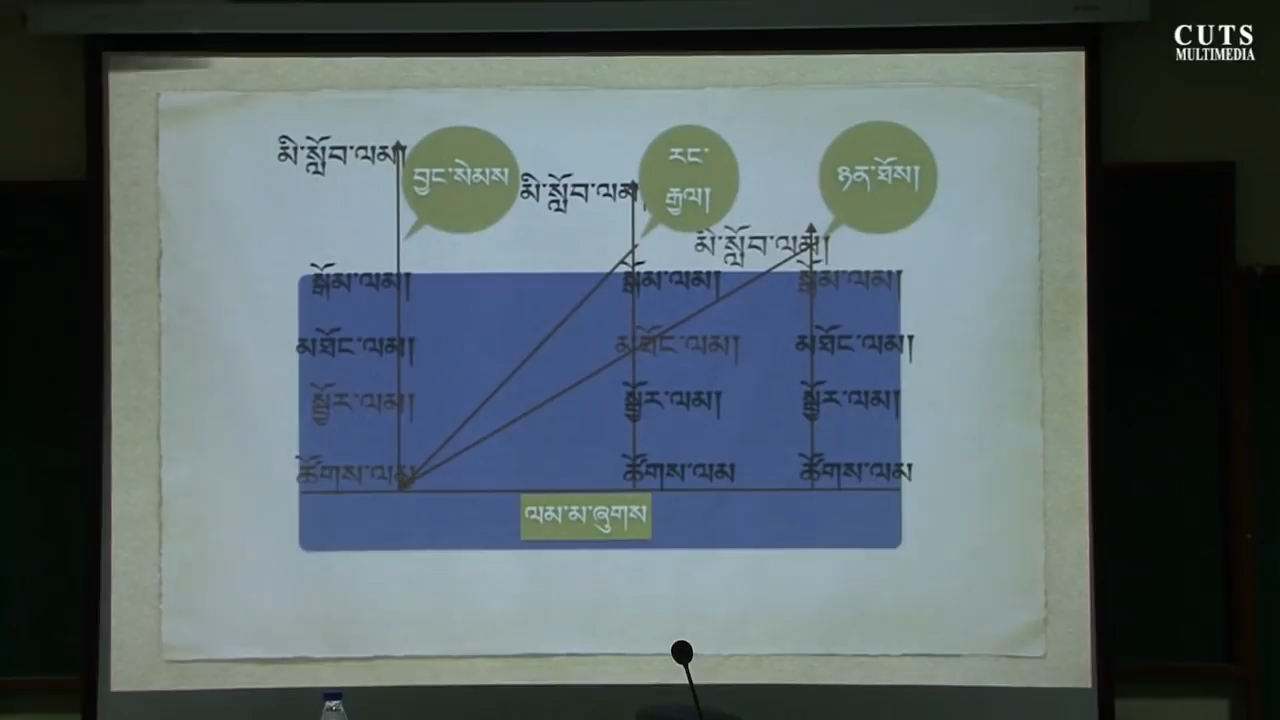 CUTS
MULTIMEDIA
མི་སློབ་ལམ།
བྱང་སེམས
མི་སློབ་ལམ།
རང་
རྒྱལ།
ཉན་ཐོས།
མི་སློབ་ལམ།
སྒོམ་ལམ།
སྒོམ་ལམ།
སྒོམ་ལམ།
མཐོང་ལམ།
མཐོང་ལམ།
མཐོང་ལམ།
སྦྱོར་ལམ།
སྦྱོར་ལམ།
སྦྱོར་ལམ།
ཚོགས་ལམ
ཚོགས་ལམ
ཚོགས་ལམ
ལམ་མ་ཞུགས